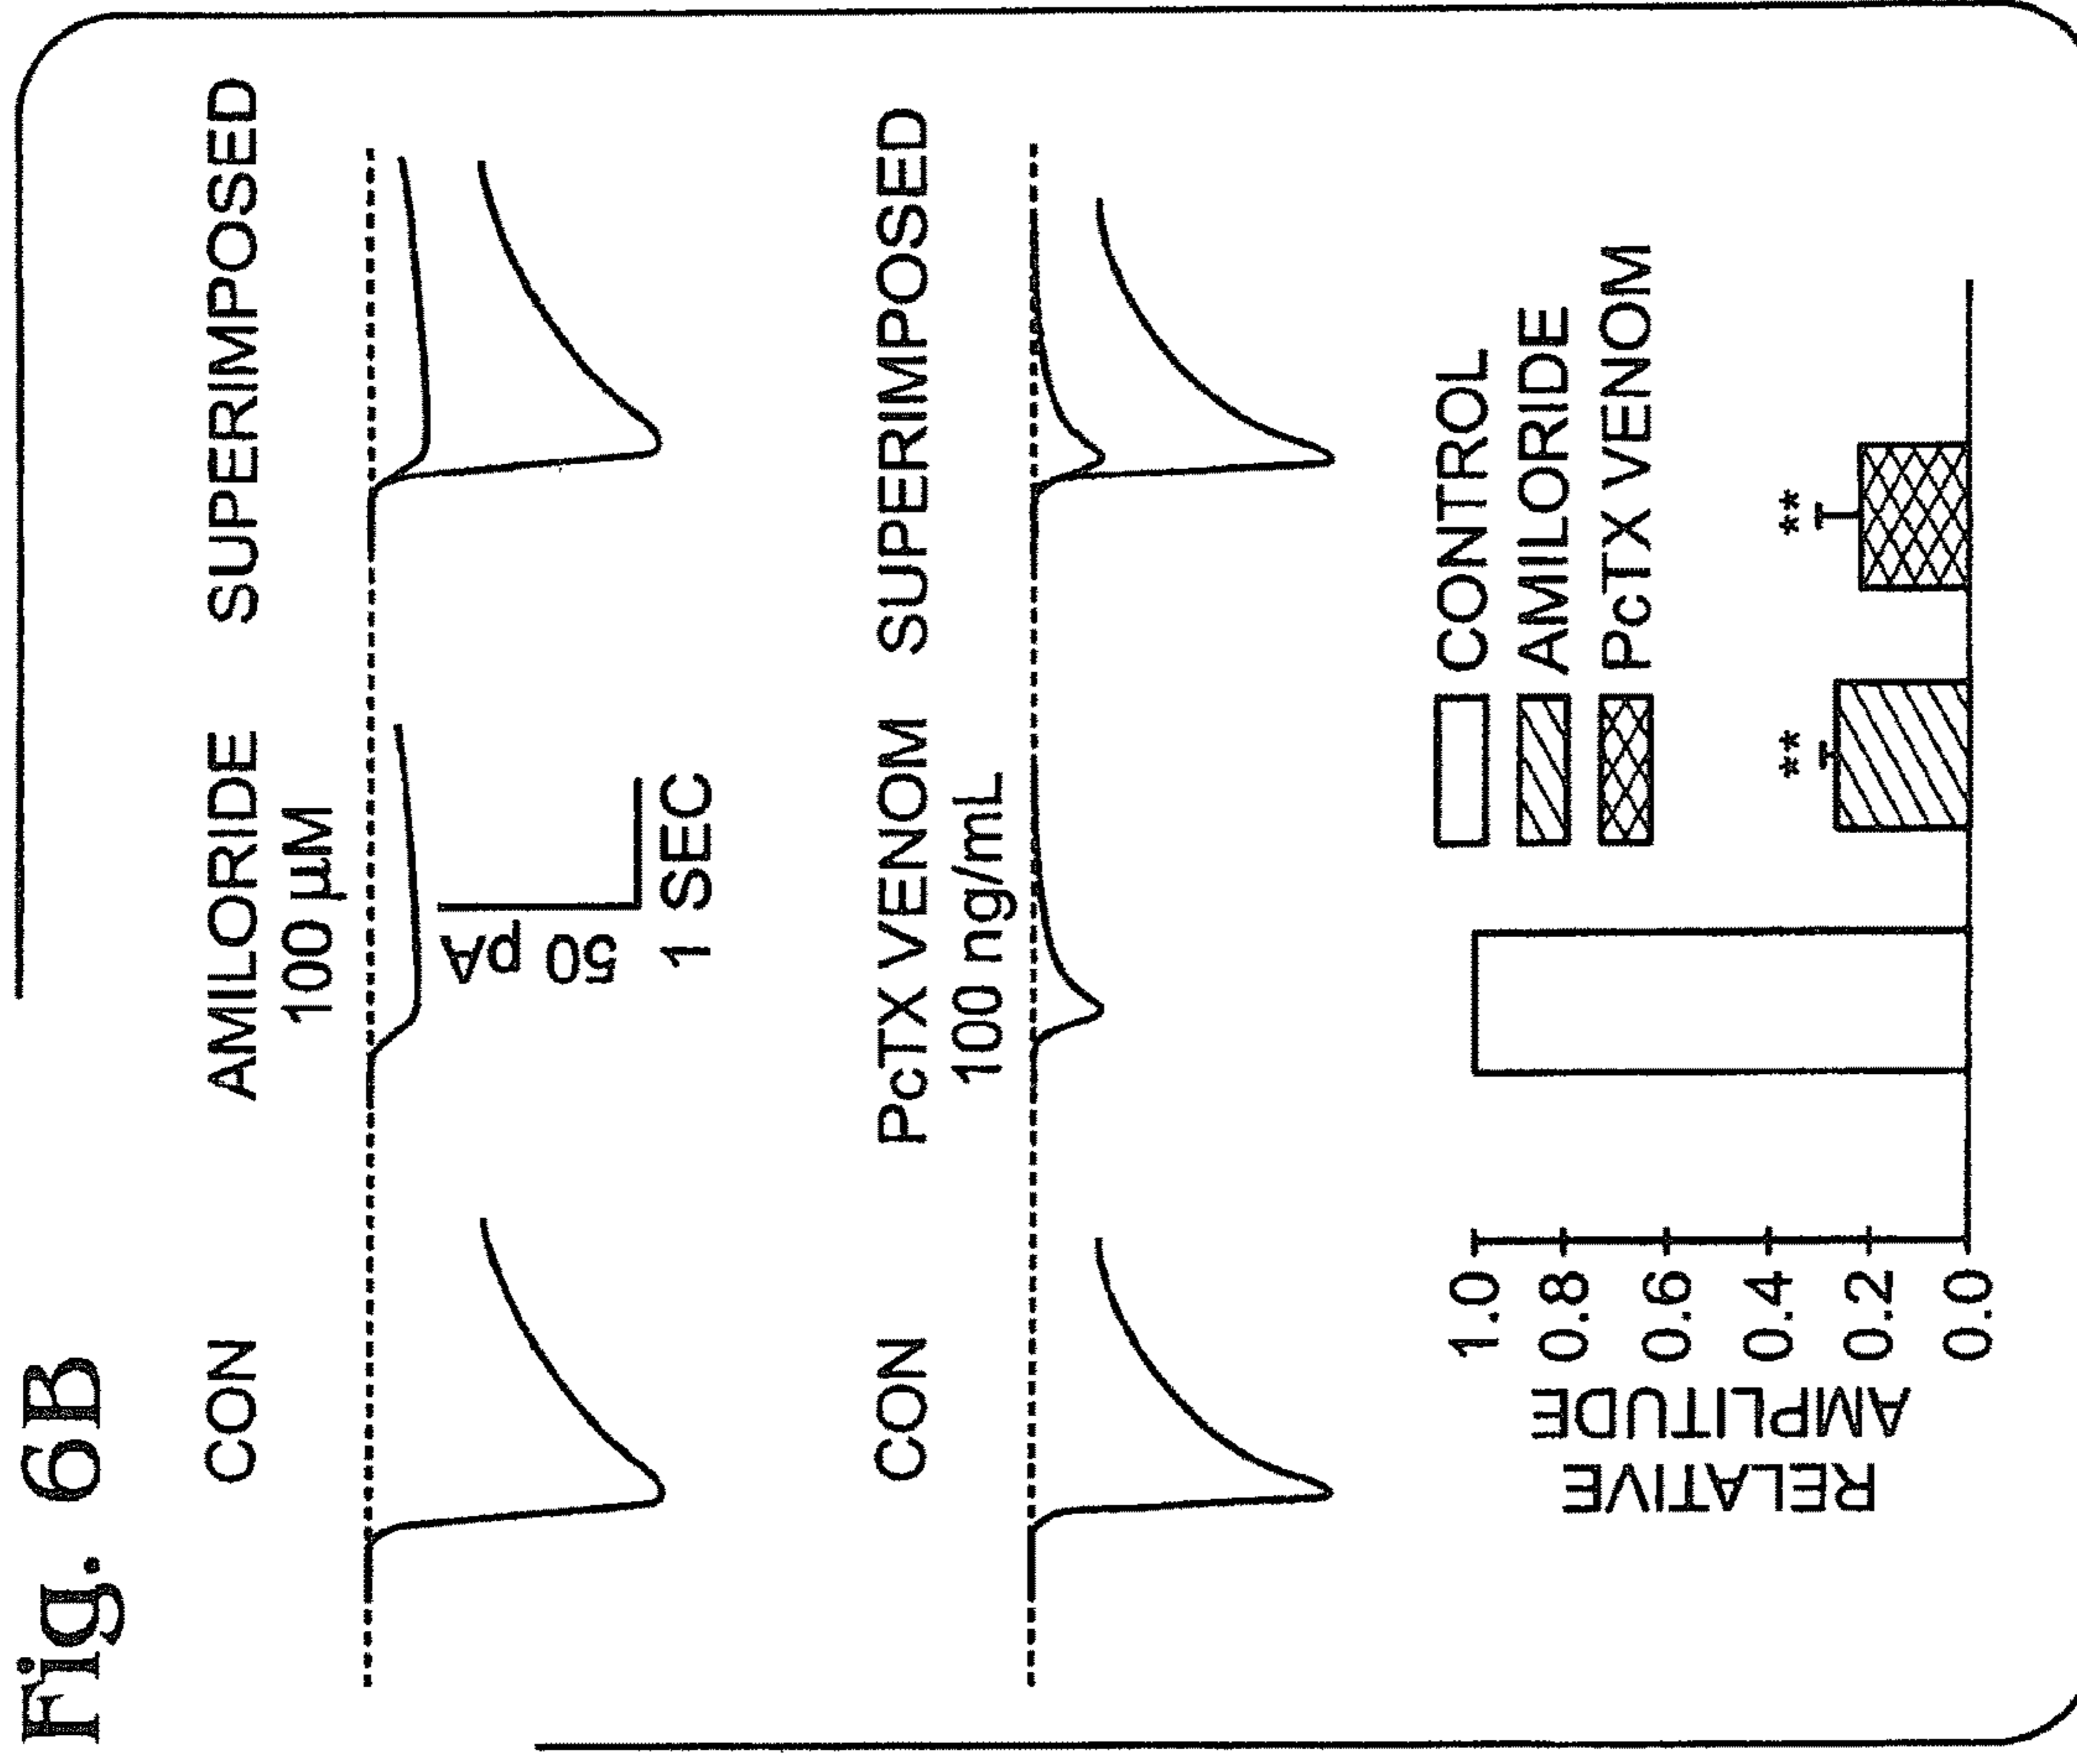 Fig. 6B
CON AMILORIDE SUPERIMPOSED
100 µM
50 pA
1 SEC
CON PcTX VENOM SUPERIMPOSED
100 ng/mL
CONTROL
AMILORIDE
PcTX VENOM
RELATIVE
AMPLITUDE
1.0
0.8
0.6
0.4
0.2
0.0
** **